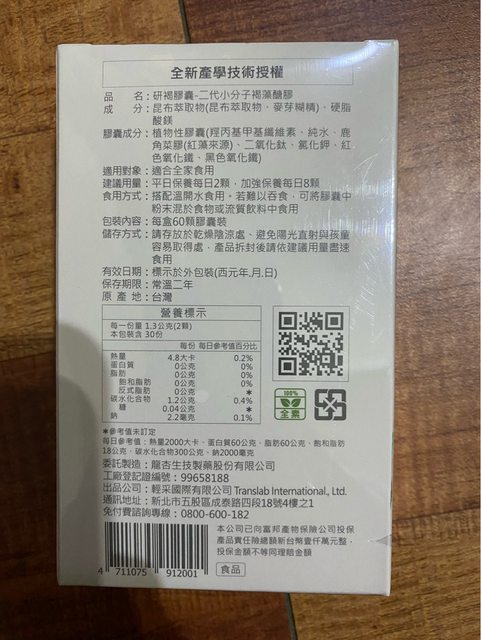 全新產學技術授權
品　名：研褐膠囊-二代小分子褐藻醣膠
成　分：昆布萃取物(昆布萃取物、麥芽糊精)、硬脂
酸鎂
膠囊成分：植物性膠囊(羥丙基甲基纖維素、純水、鹿
角菜膠(紅藻來源)、二氧化鈦、氯化鉀、紅
色氧化鐵、黑色氧化鐵)
適用對象：適合全家食用
建議用量：平日保養每日2顆，加強保養每日8顆
食用方式：搭配溫開水食用。若難以吞食，可將膠囊中
粉末混於食物或流質飲料中食用
包裝內容：每盒60顆膠囊裝
儲存方式：請存放於乾燥陰涼處、避免陽光直射與孩童
容易取得處，產品拆封後請依建議用量盡速
食用
有效日期：標示於外包裝(西元年.月.日)
保存期限：常溫二年
原 產 地：台灣
營養標示
每一份量 1.3公克(2顆)
本包裝含 30份
每份 每日參考值百分比
熱量 4.8大卡 0.2%
蛋白質 0公克 0%
脂肪 0公克 0%
飽和脂肪 0公克 0%
反式脂肪 0公克 *
碳水化合物 1.2公克 0.4%
糖 0.04公克 *
鈉 2.2毫克 0.1%
100%
全素
*參考值未訂定
每日參考值：熱量2000大卡、蛋白質60公克、脂肪60公克、飽和脂肪
18公克、碳水化合物300公克、鈉2000毫克
委託製造：龍杏生技製藥股份有限公司
工廠登記證編號：99658188
出品公司：輕采國際有限公司 Translab International., Ltd.
通訊地址：新北市五股區成泰路四段18號4樓之1
免付費諮詢專線：0800-600-182
本公司已向富邦產物保險公司投保
產品責任險總額新台幣壹仟萬元整，
投保金額不等同理賠金額
4 711075 912001
食品